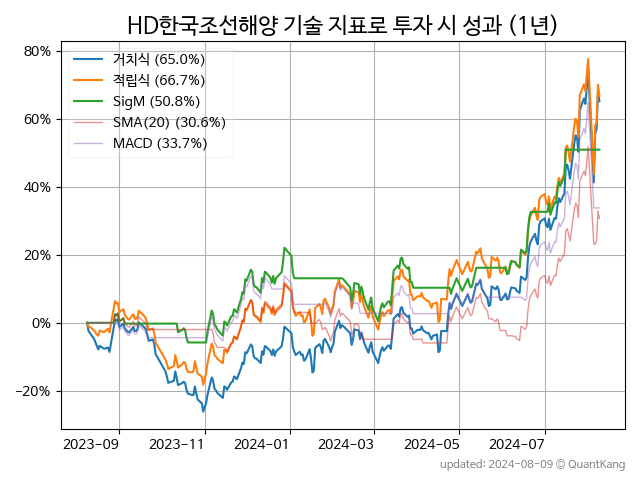 HD한국조선해양 기술 지표로 투자 시 성과 (1년)
80%
60%
40%
20%
0%
−20%
거치식 (65.0%)
적립식 (66.7%)
SigM (50.8%)
SMA(20) (30.6%)
MACD (33.7%)
2023-09 2023-11 2024-01 2024-03 2024-05 2024-07
updated: 2024-08-09 © QuantKang